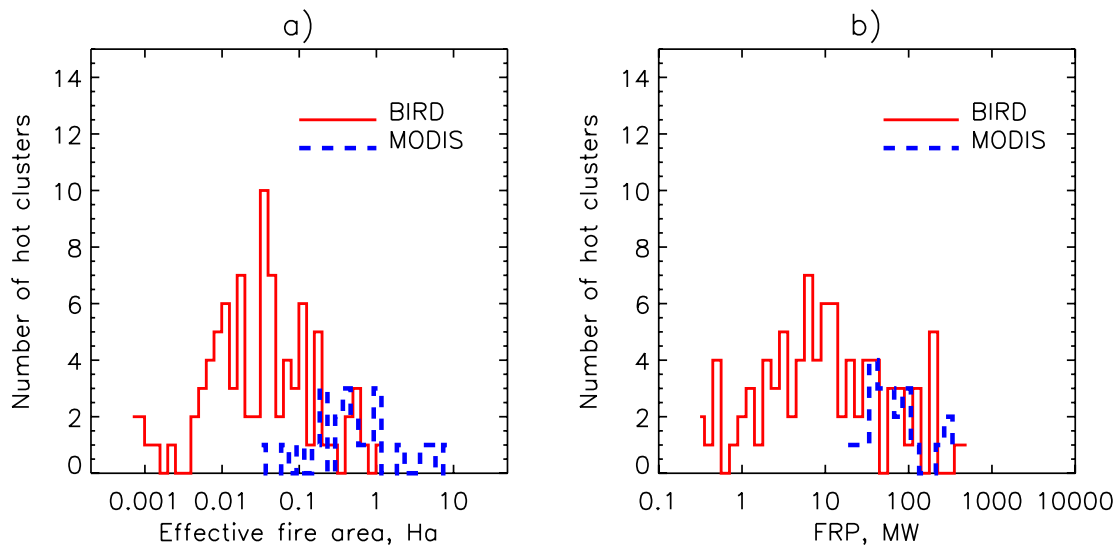 a)
Number of hot clusters
14
12
10
8
6
4
2
0
BIRD
MODIS
0.001 0.01 0.1 1 10
Effective fire area, Ha
b)
Number of hot clusters
14
12
10
8
6
4
2
0
BIRD
MODIS
0.1 1 10 100 1000 10000
FRP, MW